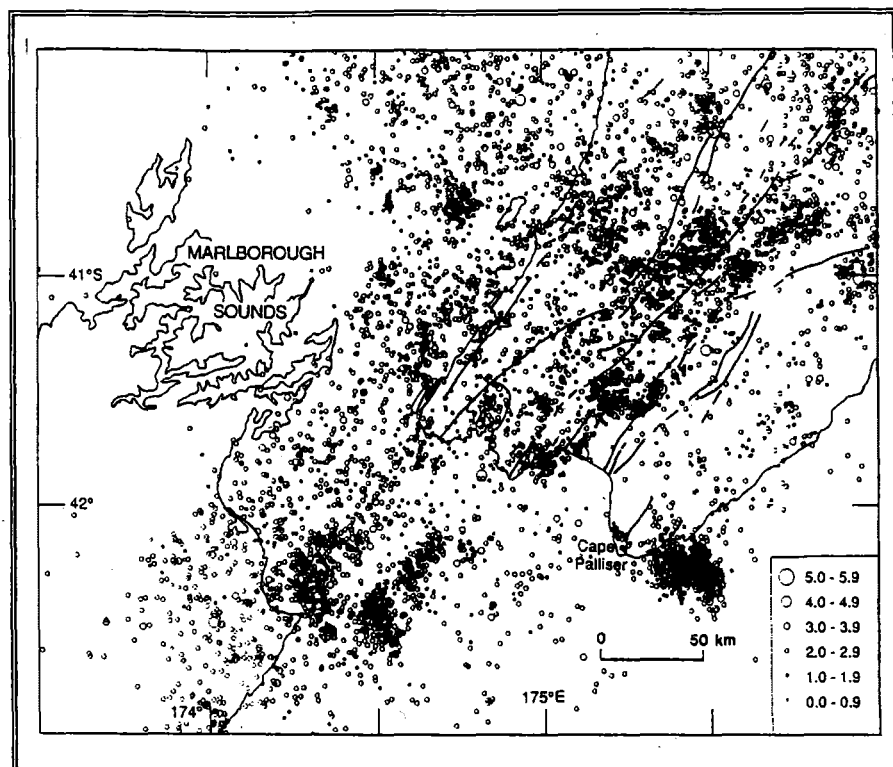 MARLBOROUGH
41°S
SOUNDS
42°
Cape
Palliser
0 50 km
174
175°E
5.0 - 5.9
4.0 - 4.9
3.0 - 3.9
2.0 - 2.9
1.0 - 1.9
0.0 - 0.9